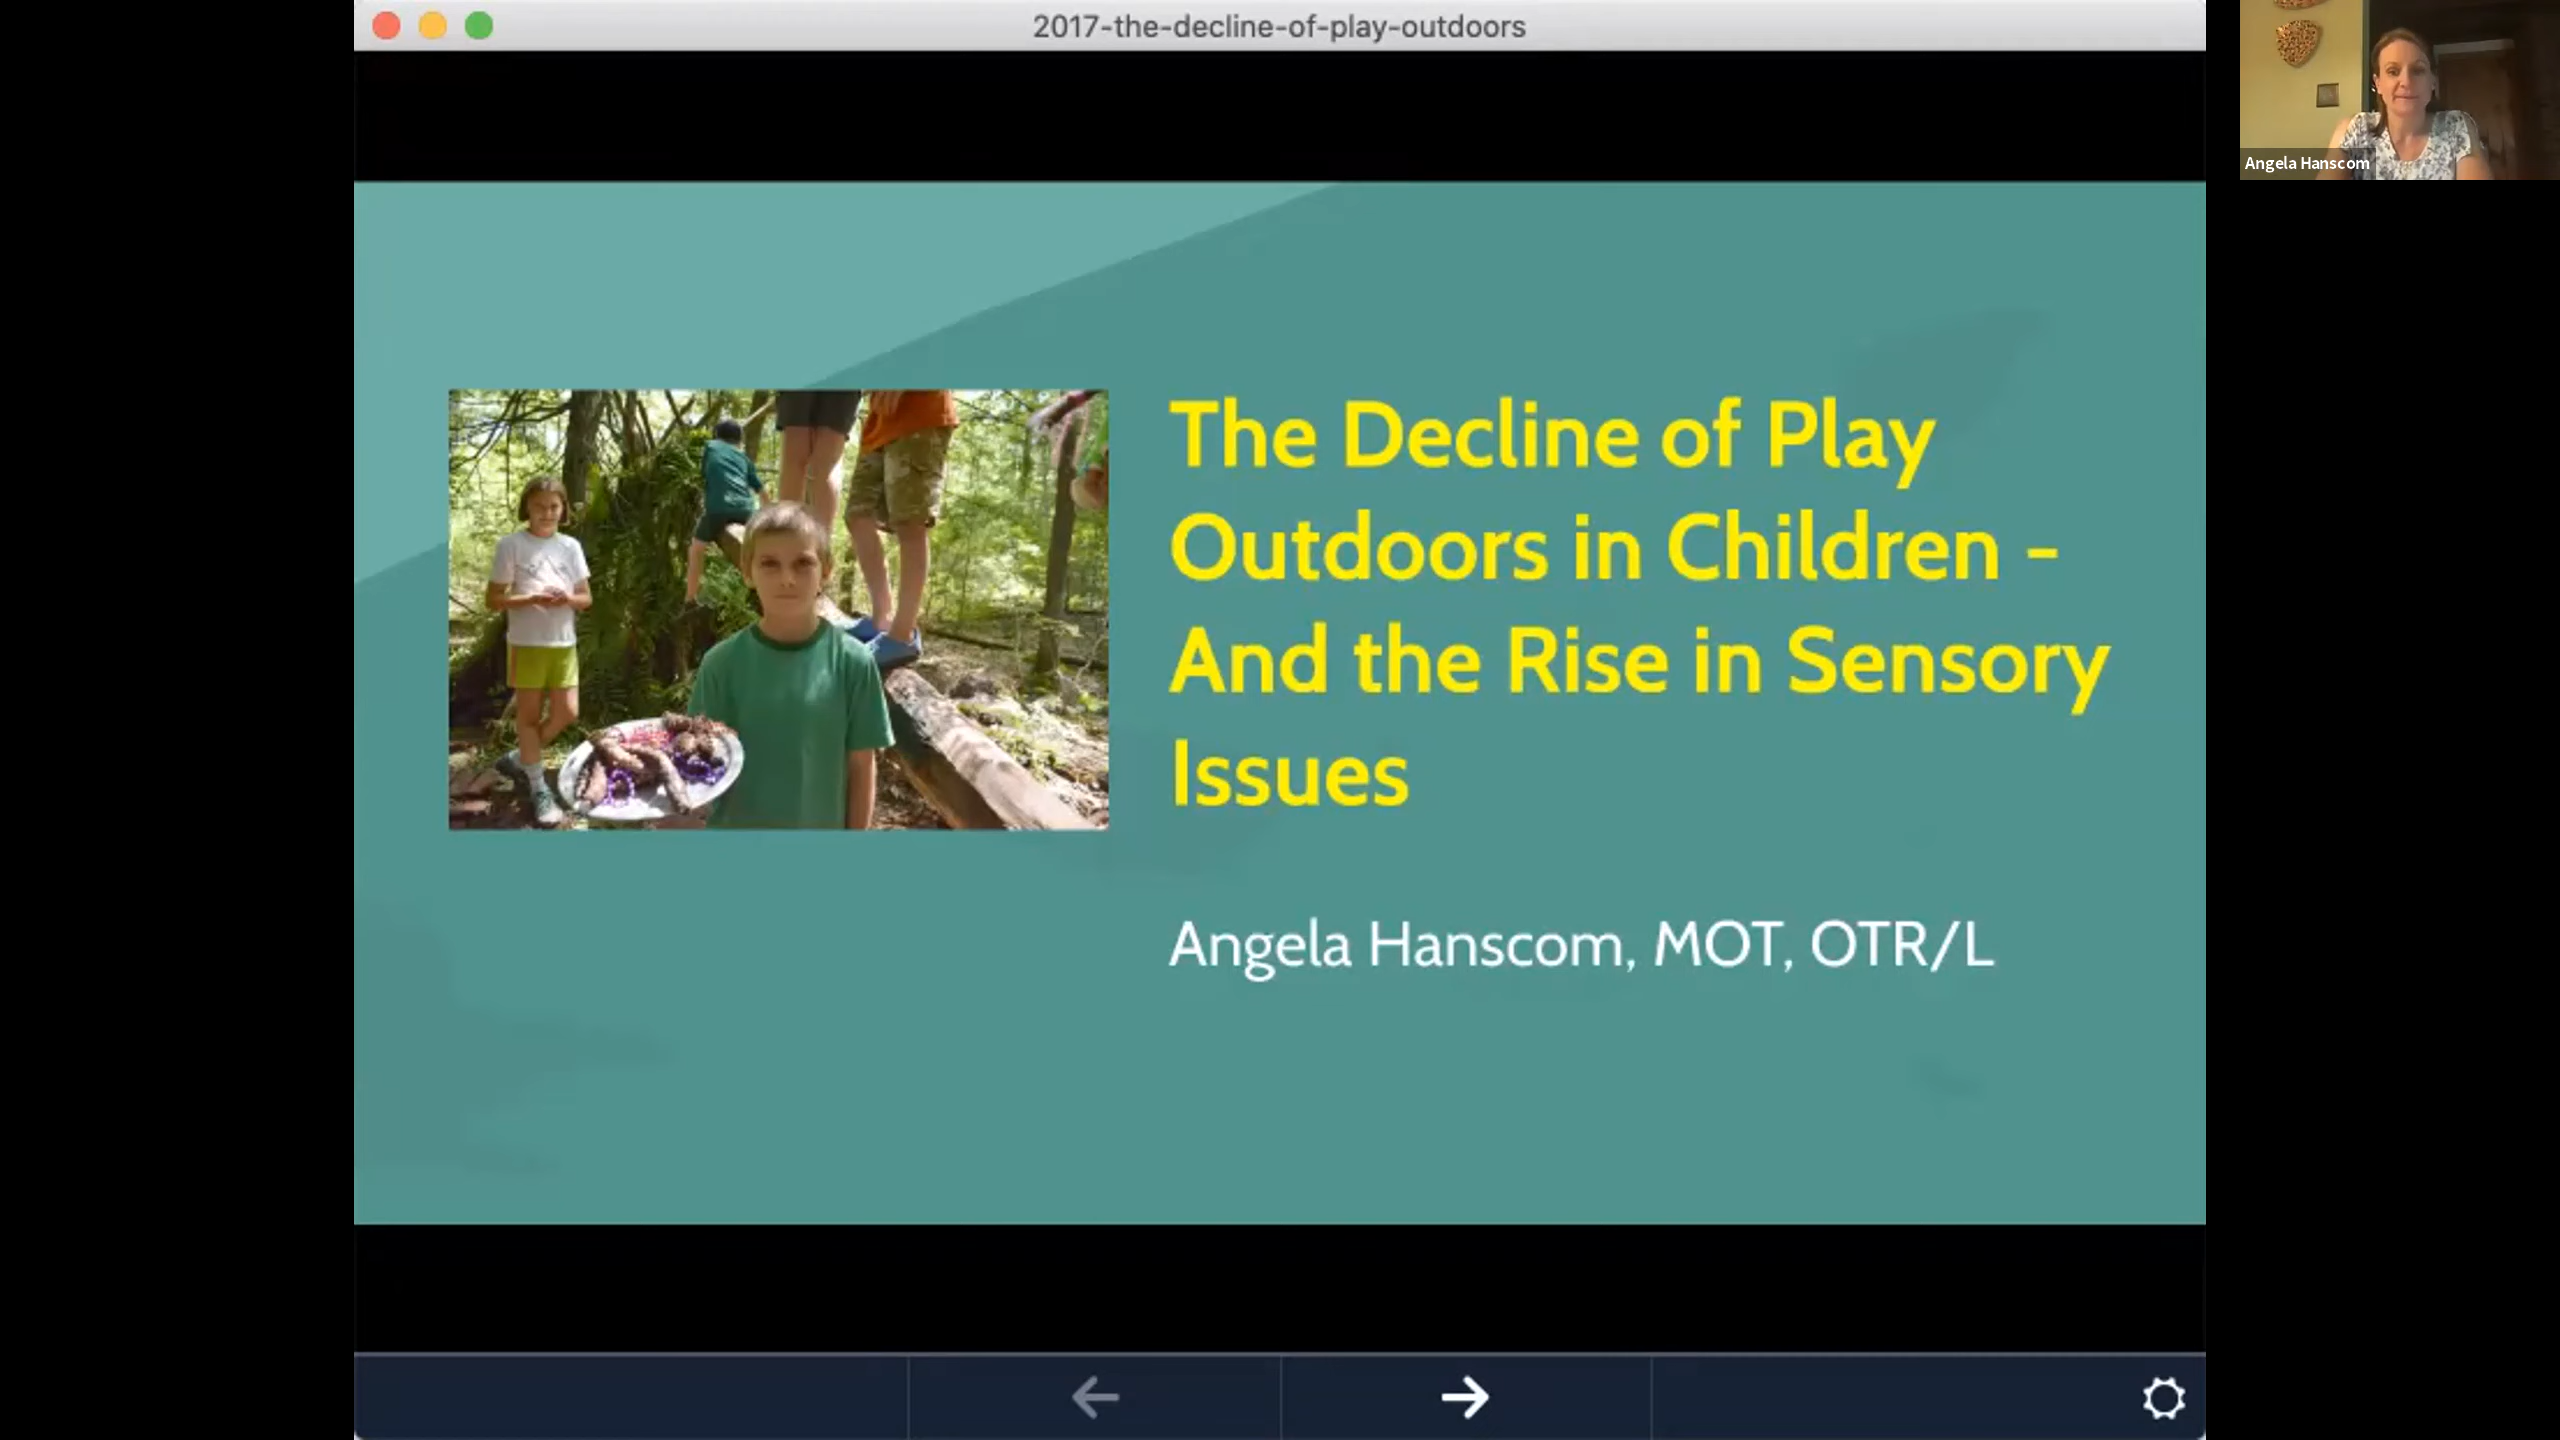 2017-the-decline-of-play-outdoors
Angela Hanscom
The Decline of Play
Outdoors in Children -
And the Rise in Sensory
Issues
Angela Hanscom, MOT, OTR/L